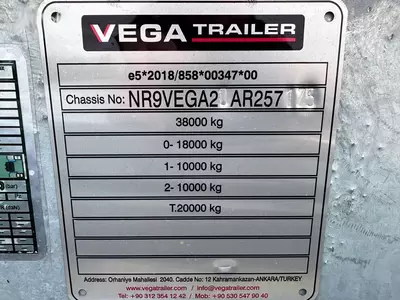 VEGA TRAILER
e5*2018/858*00347*00
Chassis No: NR9VEGA2 AR257175
38000 kg
0- 18000 kg
1- 10000 kg
2- 10000 kg
T.20000 kg
Address: Orhaniye Mahallesi 2040. Cadde No: 12 Kahramankazan-ANKARA/TURKEY
www.vegatrailer.com / info@vegatrailer.com
Tel: +90 312 354 12 42 / Mob: +90 530 547 90 40